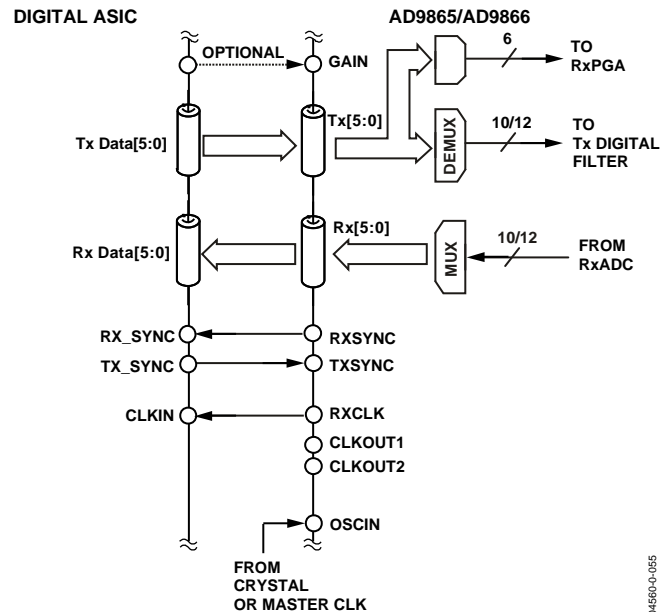 DIGITAL ASIC
AD9865/AD9866
OPTIONAL
GAIN
6
TO
RxPGA
Tx Data[5:0]
Tx[5:0]
DEMUX
10/12
TO
Tx DIGITAL
FILTER
Rx Data[5:0]
Rx[5:0]
MUX
10/12
FROM
RxADC
RX_SYNC
RXSYNC
TX_SYNC
TXSYNC
CLKIN
RXCLK
CLKOUT1
CLKOUT2
OSCIN
FROM
CRYSTAL
OR MASTER CLK
04560-0-055